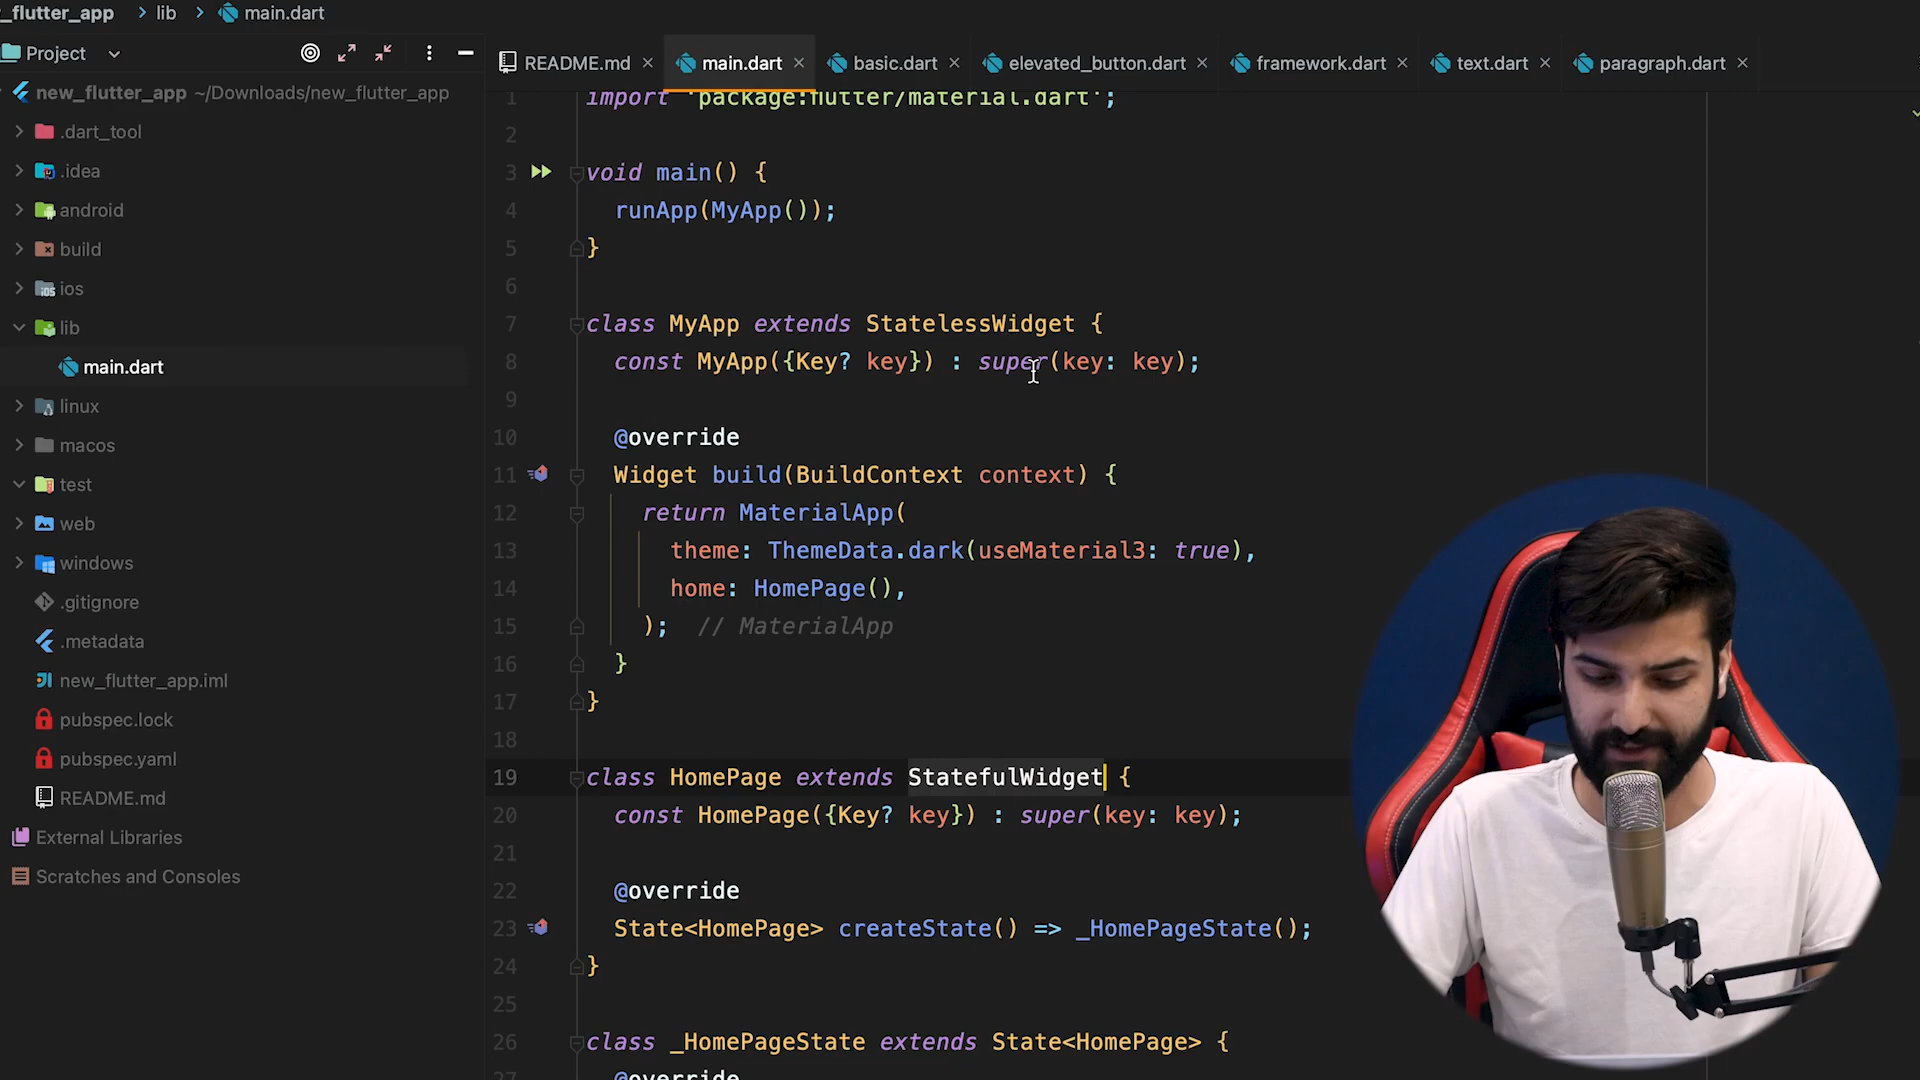 _flutter_app > lib > main.dart
Project
README.md main.dart basic.dart elevated_button.dart framework.dart text.dart paragraph.dart
new_flutter_app ~/Downloads/new_flutter_app
.dart_tool
.idea
android
build
ios
lib
main.dart
linux
macos
test
web
windows
.gitignore
.metadata
new_flutter_app.iml
pubspec.lock
pubspec.yaml
README.md
External Libraries
Scratches and Consoles
1 import 'package:flutter/material.dart';
2
3 void main() {
4 runApp(MyApp());
5 }
6
7 class MyApp extends StatelessWidget {
8 const MyApp({Key? key}) : super(key: key);
9
10 @override
11 Widget build(BuildContext context) {
12 return MaterialApp(
13 theme: ThemeData.dark(useMaterial3: true),
14 home: HomePage(),
15 ); // MaterialApp
16 }
17 }
18
19 class HomePage extends StatefulWidget {
20 const HomePage({Key? key}) : super(key: key);
21
22 @override
23 State<HomePage> createState() => _HomePageState();
24 }
25
26 class _HomePageState extends State<HomePage> {
27 @override